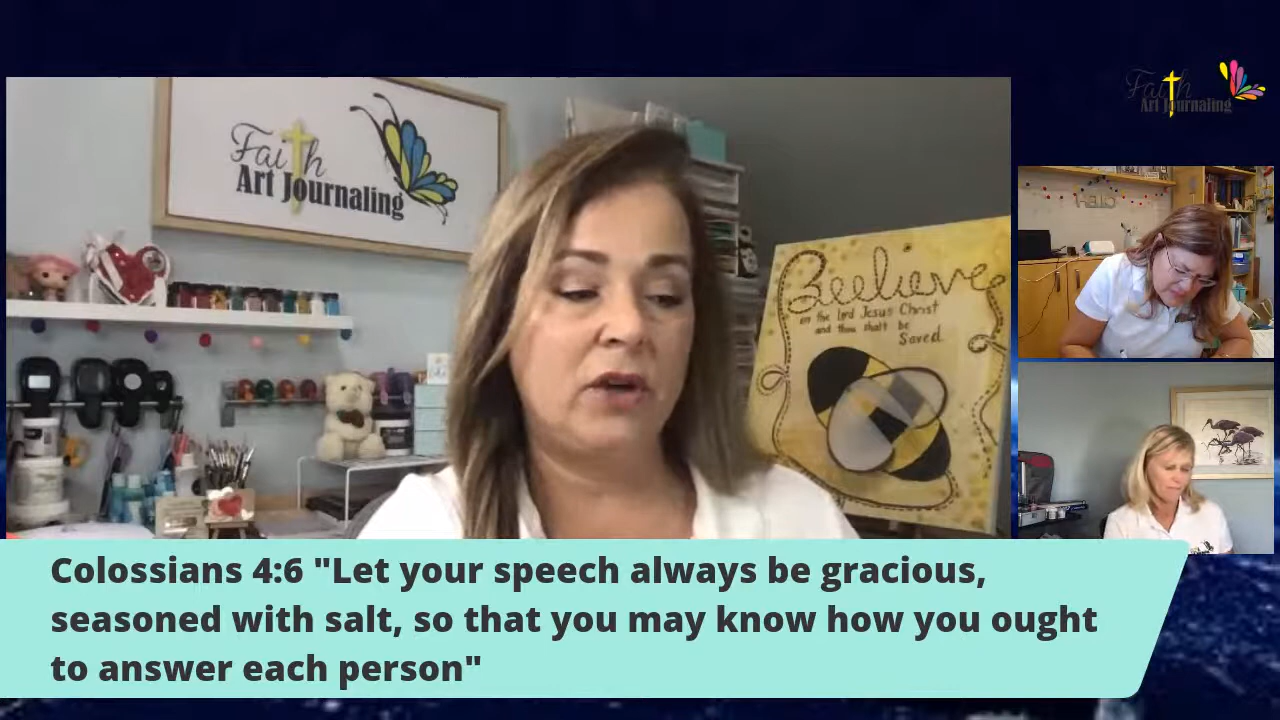 Faith
Art Journaling
Faith
Art Journaling
HELLO
Beelieve
on the Lord Jesus Christ
and thou shalt be
Saved.
Colossians 4:6 "Let your speech always be gracious,
seasoned with salt, so that you may know how you ought
to answer each person"